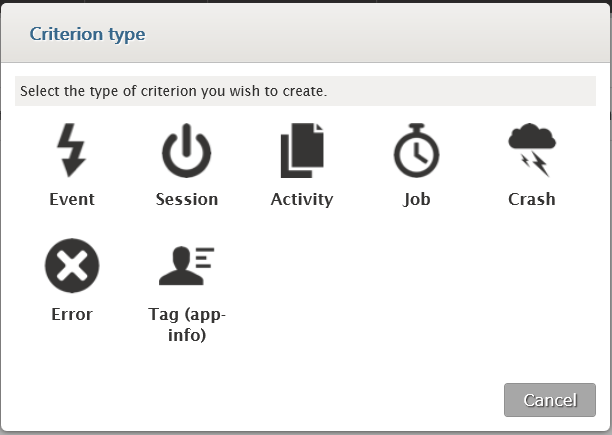 Criterion type
Select the type of criterion you wish to create.
Event Session Activity Job Crash
Error Tag (app-
info)
Cancel